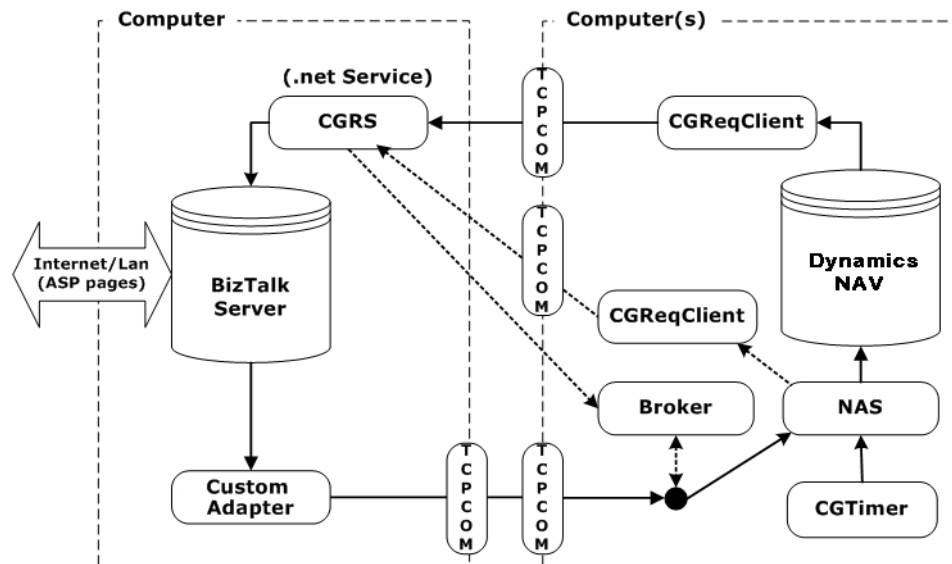 Computer
Computer(s)
(.net Service)
CGRS
TCPCOM
CGReqClient
Internet/Lan
(ASP pages)
BizTalk
Server
TCPCOM
Dynamics
NAV
CGReqClient
Broker
NAS
Custom
Adapter
TCPCOM
TCPCOM
CGTimer